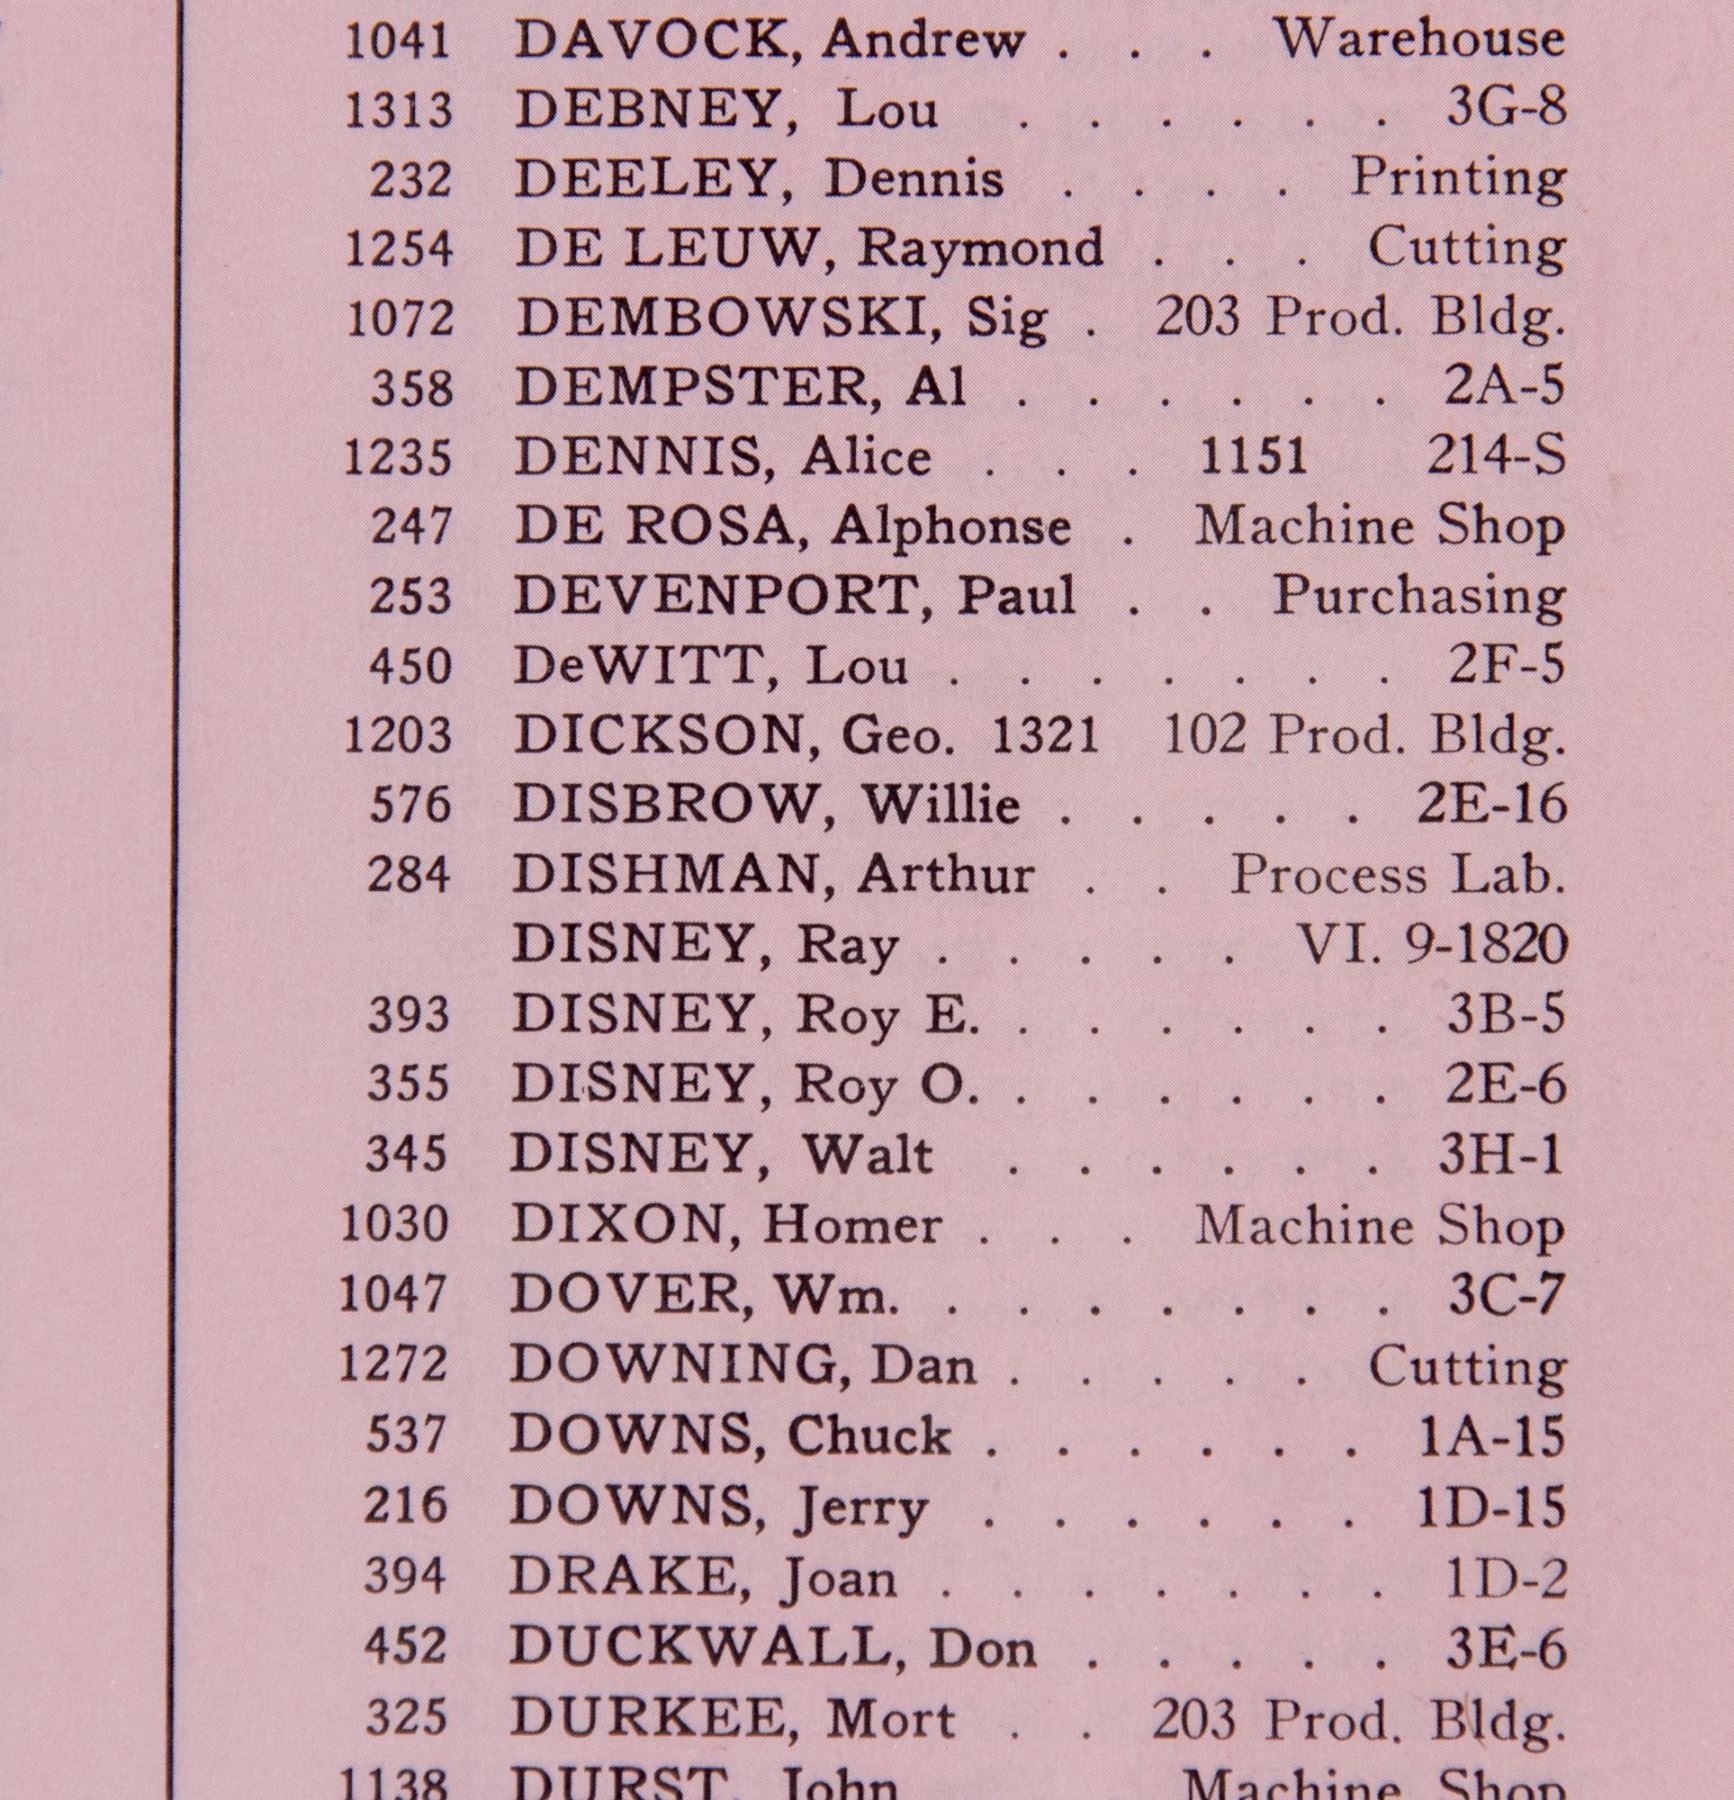 1041 DAVOCK, Andrew . . . Warehouse
1313 DEBNEY, Lou . . . . . . 3G-8
232 DEELEY, Dennis . . . . Printing
1254 DE LEUW, Raymond . . . Cutting
1072 DEMBOWSKI, Sig . 203 Prod. Bldg.
358 DEMPSTER, Al . . . . . . 2A-5
1235 DENNIS, Alice . . . 1151 214-S
247 DE ROSA, Alphonse . Machine Shop
253 DEVENPORT, Paul . . Purchasing
450 DeWITT, Lou . . . . . . . 2F-5
1203 DICKSON, Geo. 1321 102 Prod. Bldg.
576 DISBROW, Willie . . . . . 2E-16
284 DISHMAN, Arthur . . Process Lab.
DISNEY, Ray . . . . . VI. 9-1820
393 DISNEY, Roy E. . . . . . . 3B-5
355 DISNEY, Roy O. . . . . . . 2E-6
345 DISNEY, Walt . . . . . . 3H-1
1030 DIXON, Homer . . . Machine Shop
1047 DOVER, Wm. . . . . . . . 3C-7
1272 DOWNING, Dan . . . . . Cutting
537 DOWNS, Chuck . . . . . . 1A-15
216 DOWNS, Jerry . . . . . . 1D-15
394 DRAKE, Joan . . . . . . . 1D-2
452 DUCKWALL, Don . . . . . 3E-6
325 DURKEE, Mort . . 203 Prod. Bldg.
1138 DURST, John Machine Shop